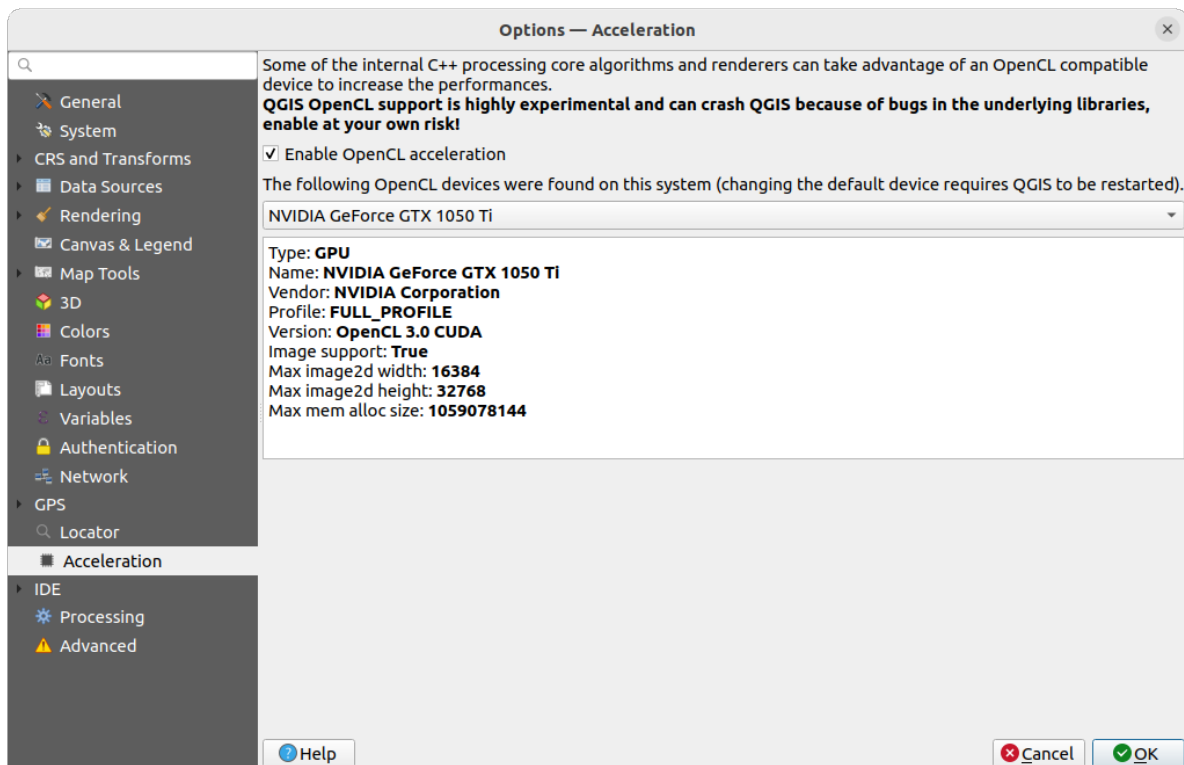 Options — Acceleration
General
System
CRS and Transforms
Data Sources
Rendering
Canvas & Legend
Map Tools
3D
Colors
Aa Fonts
Layouts
ε Variables
Authentication
Network
GPS
Locator
Acceleration
IDE
Processing
Advanced
Some of the internal C++ processing core algorithms and renderers can take advantage of an OpenCL compatible
device to increase the performances.
QGIS OpenCL support is highly experimental and can crash QGIS because of bugs in the underlying libraries,
enable at your own risk!
Enable OpenCL acceleration
The following OpenCL devices were found on this system (changing the default device requires QGIS to be restarted).
NVIDIA GeForce GTX 1050 Ti
Type: GPU
Name: NVIDIA GeForce GTX 1050 Ti
Vendor: NVIDIA Corporation
Profile: FULL_PROFILE
Version: OpenCL 3.0 CUDA
Image support: True
Max image2d width: 16384
Max image2d height: 32768
Max mem alloc size: 1059078144
? Help
Cancel
OK